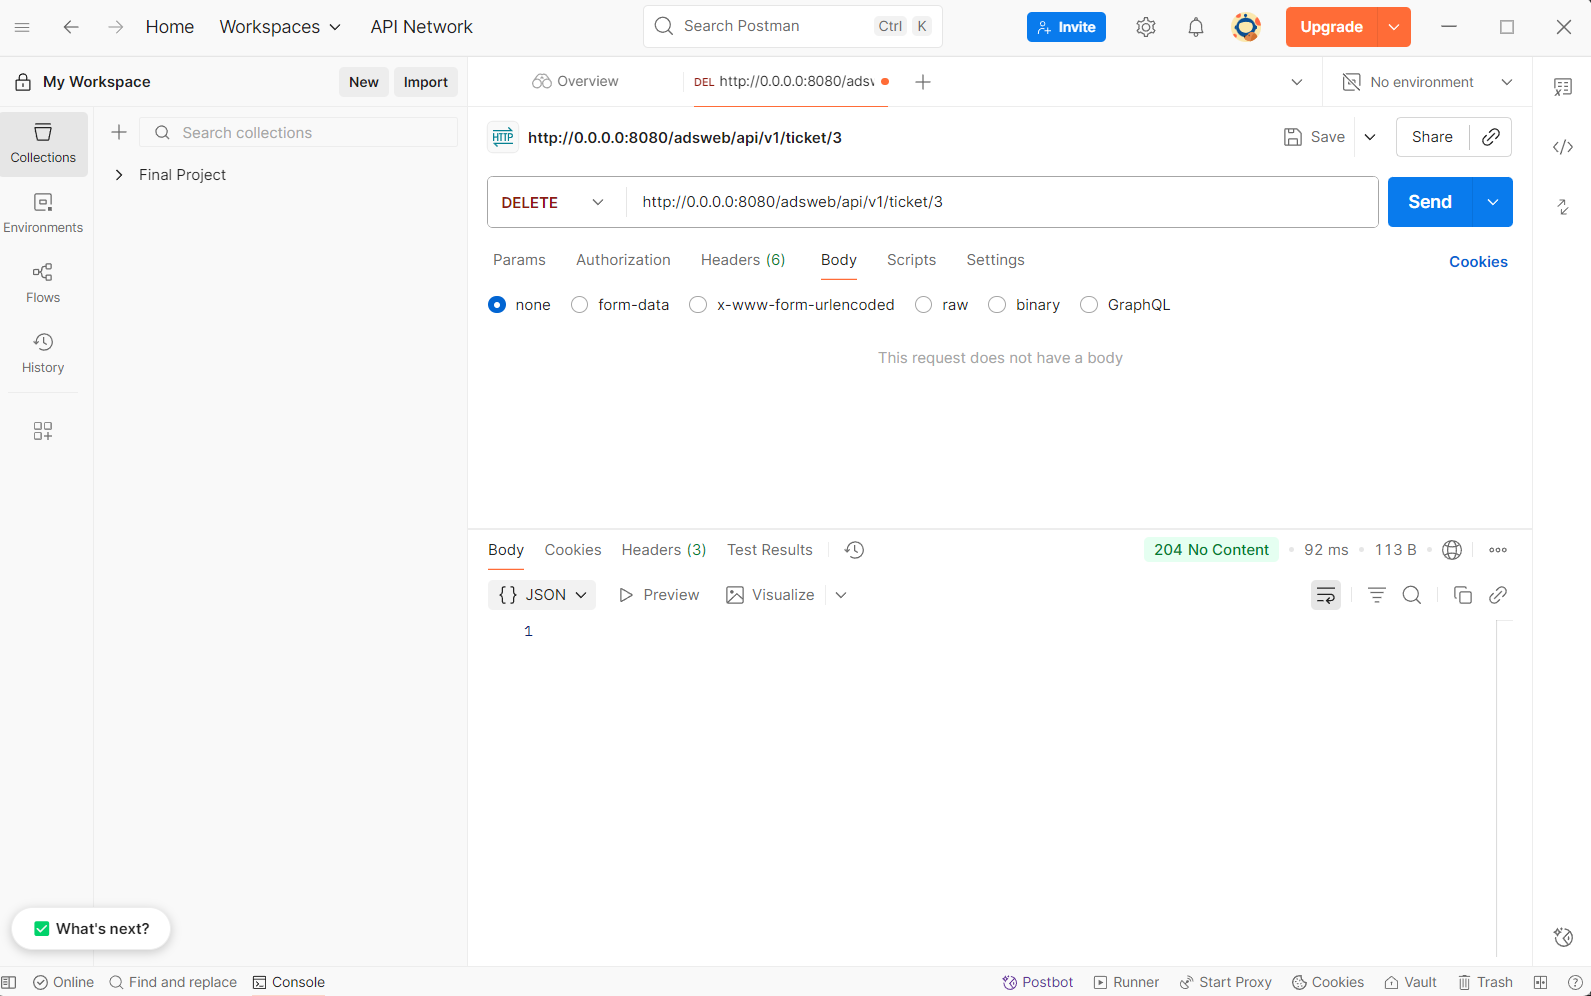 Home Workspaces API Network Search Postman Ctrl K Invite Upgrade
My Workspace New Import Overview DEL http://0.0.0.0:8080/adsw No environment
Collections
Search collections
Final Project
Environments
Flows
History
http://0.0.0.0:8080/adsweb/api/v1/ticket/3 Save Share
DELETE http://0.0.0.0:8080/adsweb/api/v1/ticket/3 Send
Params Authorization Headers (6) Body Scripts Settings Cookies
none form-data x-www-form-urlencoded raw binary GraphQL
This request does not have a body
Body Cookies Headers (3) Test Results 204 No Content 92 ms 113 B
{} JSON Preview Visualize
1
What's next?
Online Find and replace Console Postbot Runner Start Proxy Cookies Vault Trash